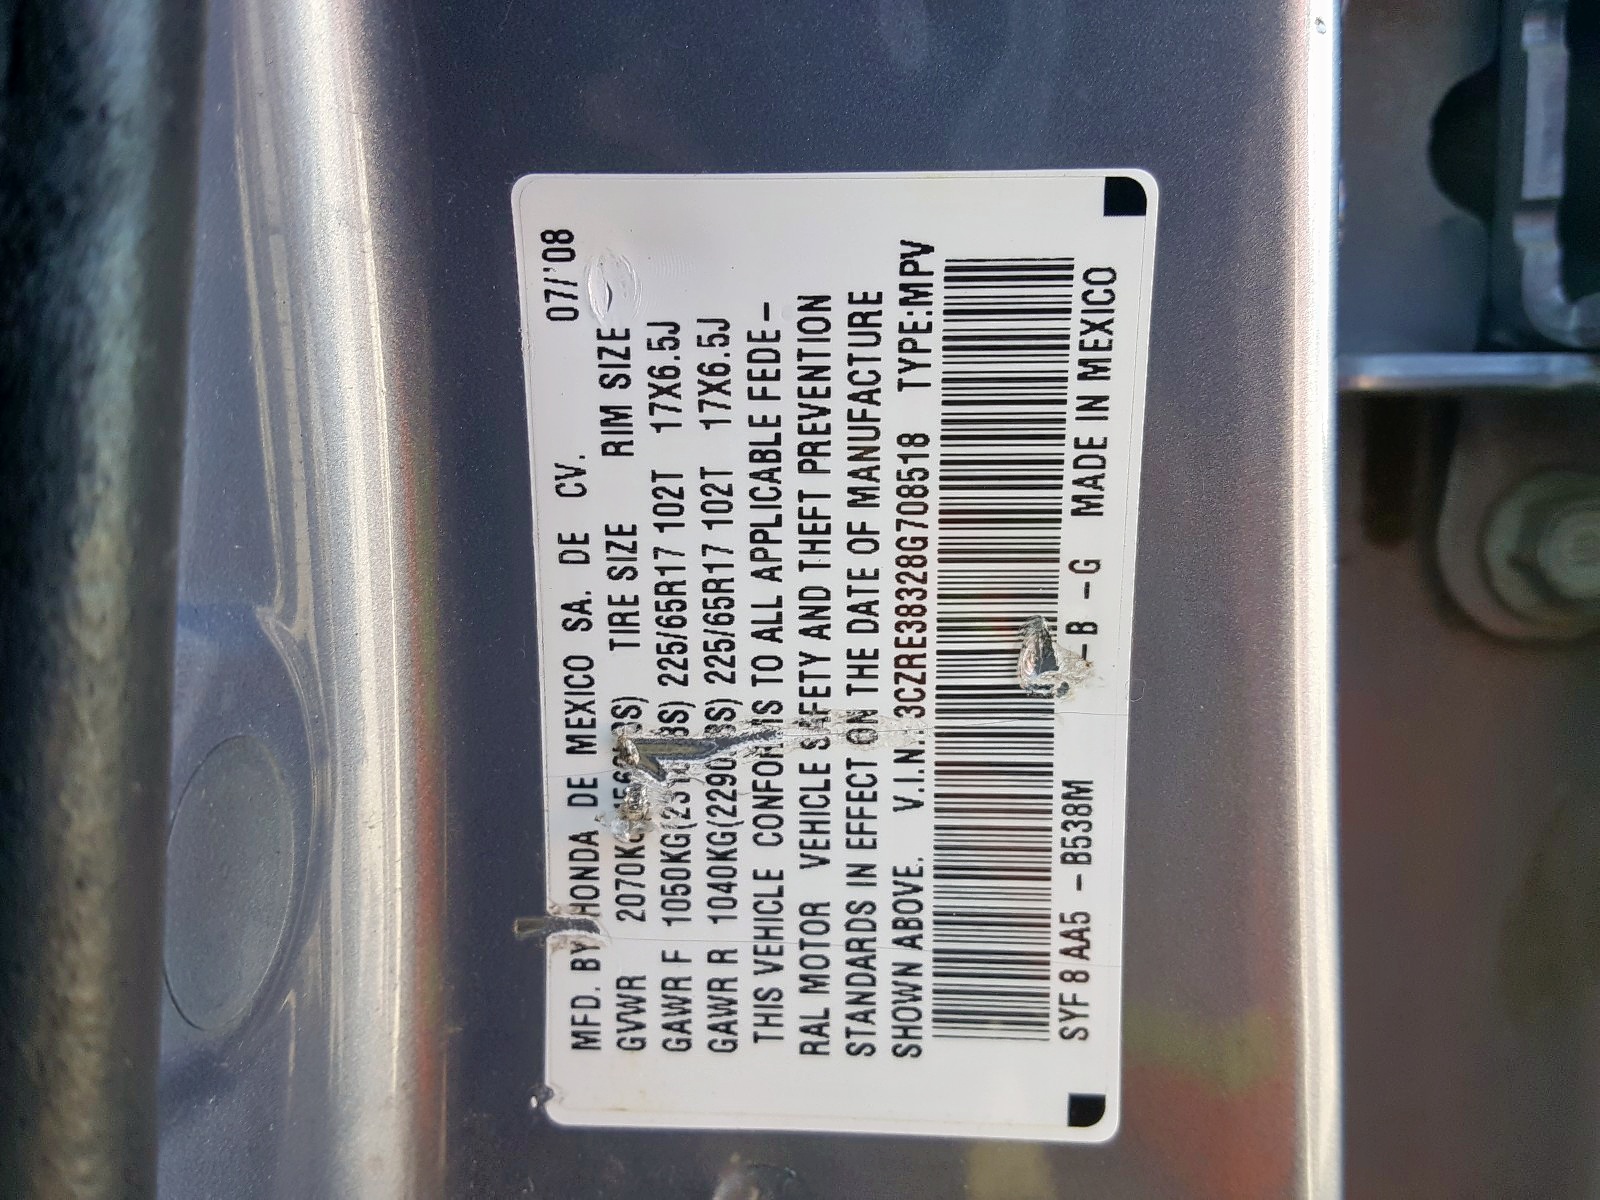 MFD. BY HONDA DE MEXICO SA. DE CV. 07/'08
GVWR 2070KG TIRE SIZE RIM SIZE
GAWR F 1050KG 225/65R17 102T 17X6.5J
GAWR R 1040KG(2290 225/65R17 102T 17X6.5J
THIS VEHICLE CONFORMS TO ALL APPLICABLE FEDE-
RAL MOTOR VEHICLE SAFETY AND THEFT PREVENTION
STANDARDS IN EFFECT ON THE DATE OF MANUFACTURE
SHOWN ABOVE. V.I.N.:3CZRE38328G708518 TYPE:MPV
SYF 8 AA5 -B538M -B -G MADE IN MEXICO